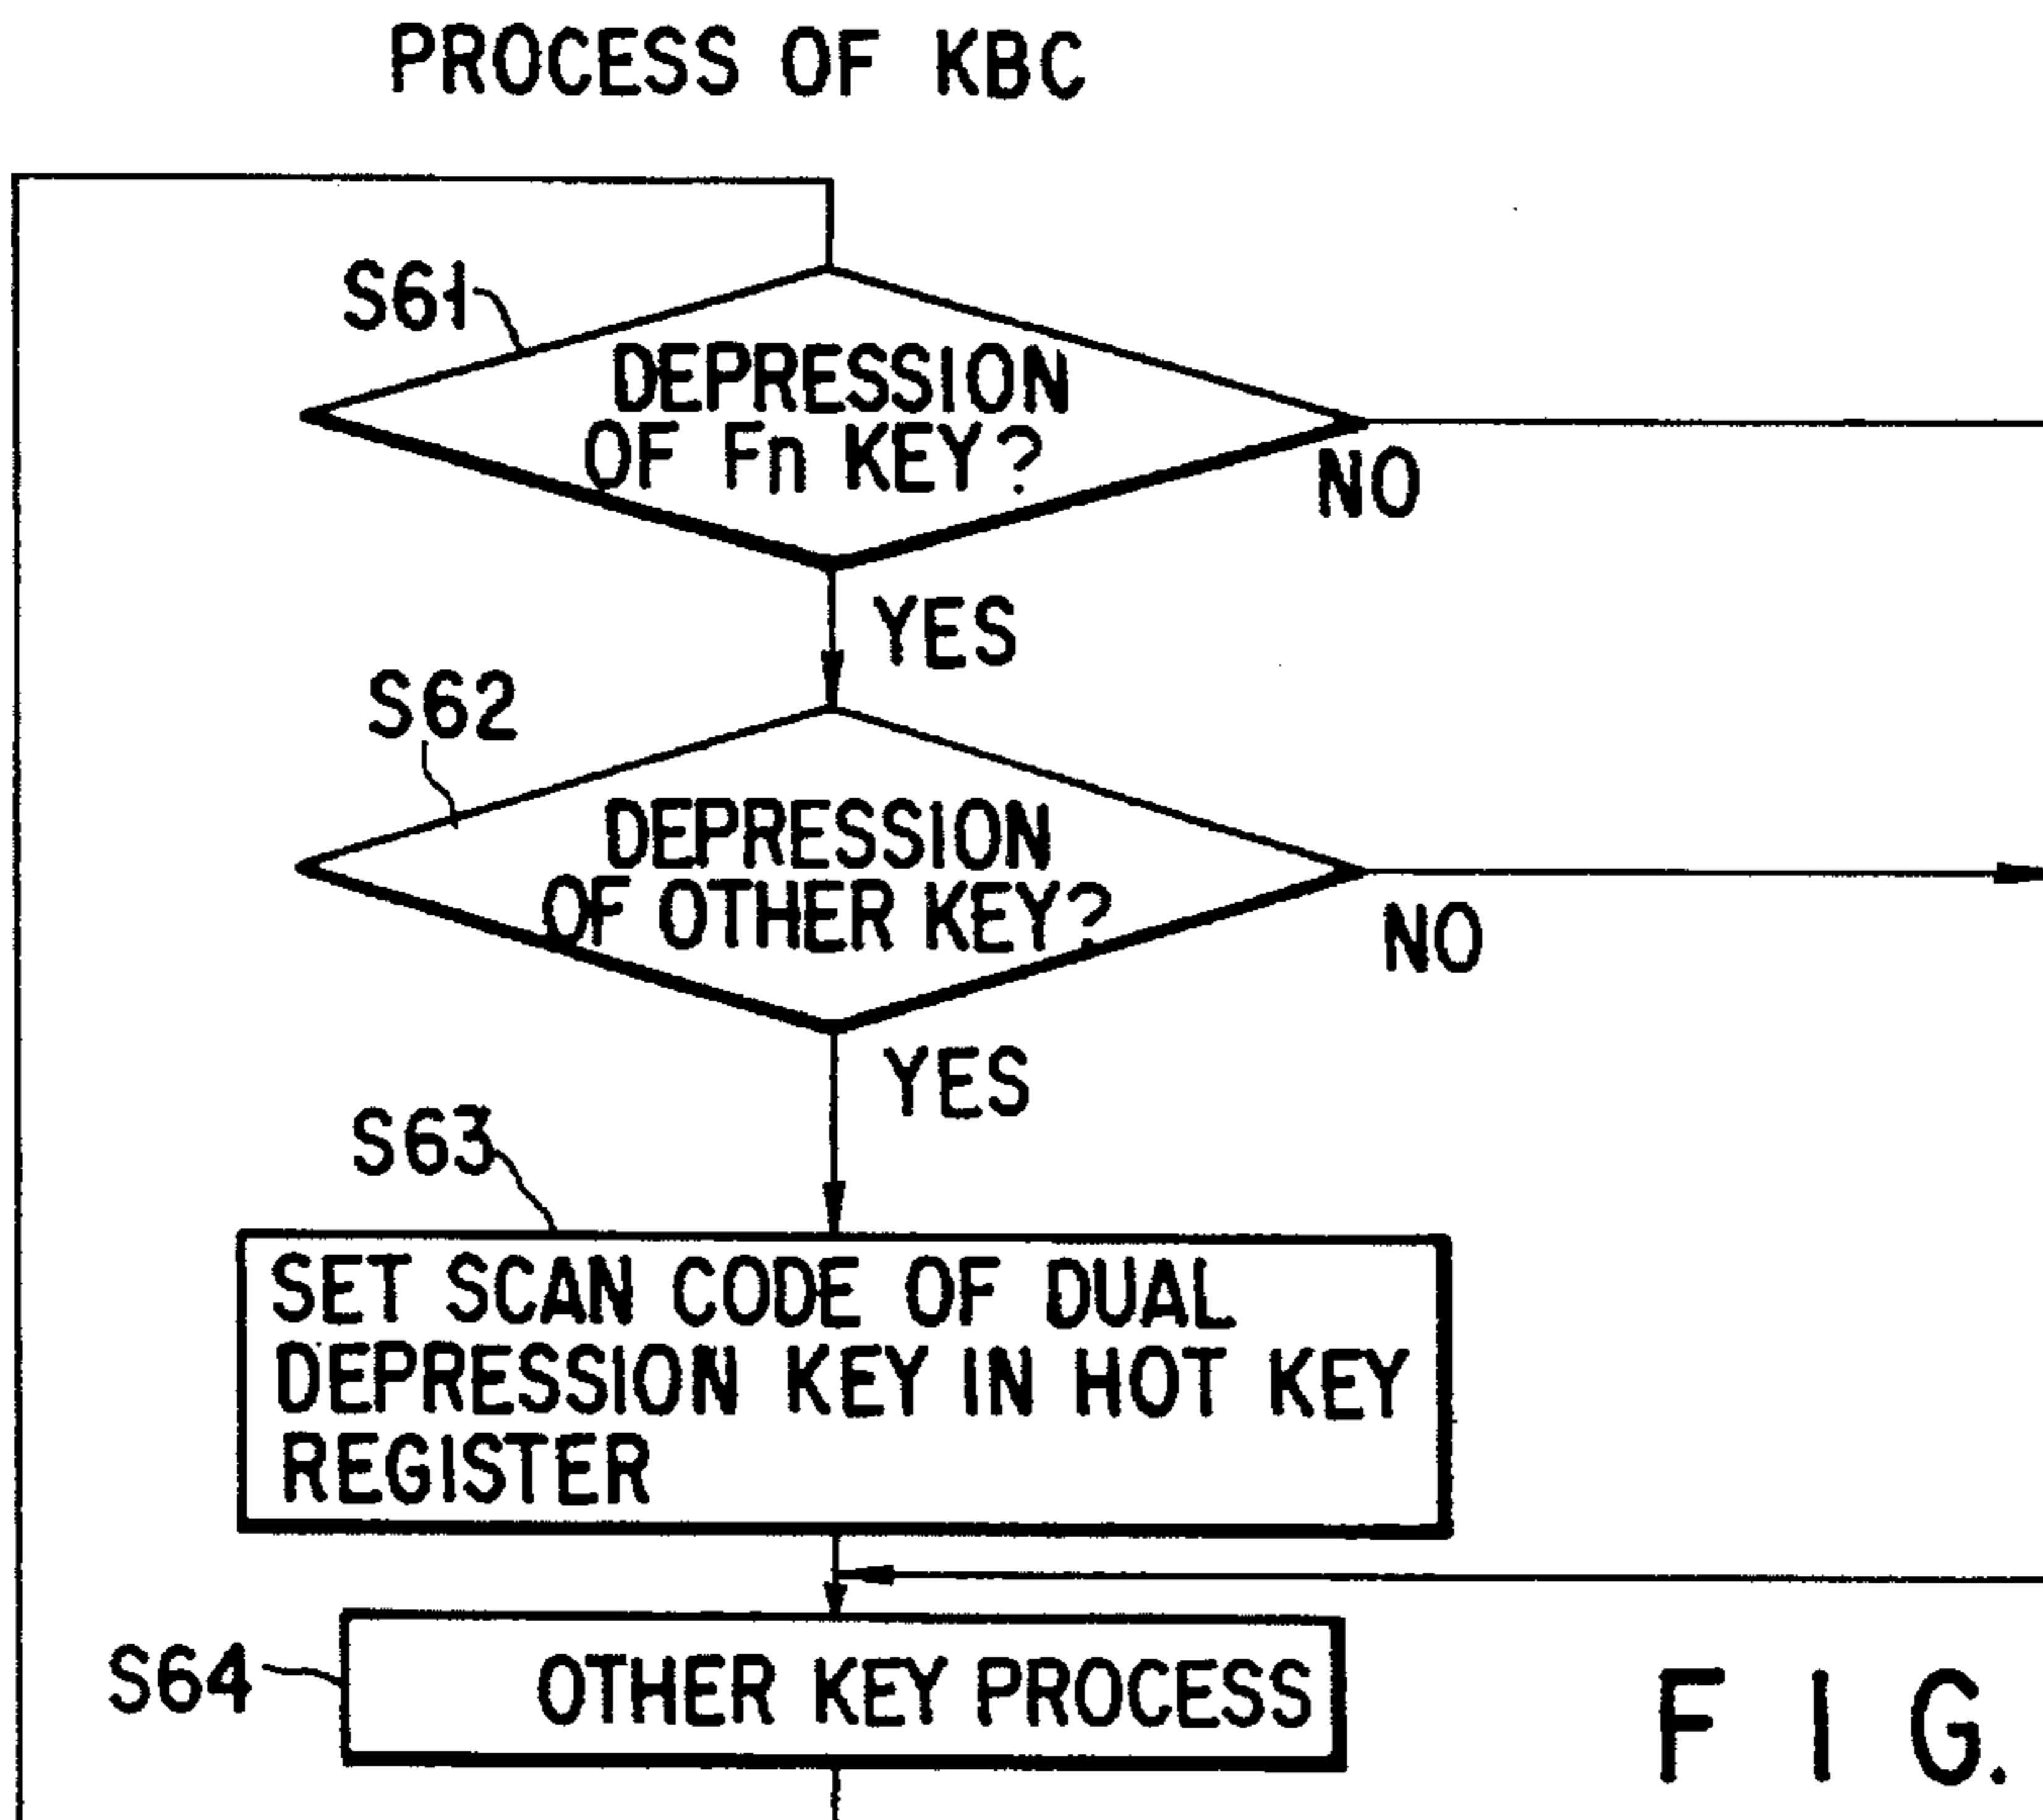 PROCESS OF KBC
S61
DEPRESSION
OF Fn KEY?
NO
YES
S62
DEPRESSION
OF OTHER KEY?
NO
YES
S63
SET SCAN CODE OF DUAL
DEPRESSION KEY IN HOT KEY
REGISTER
S64
OTHER KEY PROCESS
FIG.